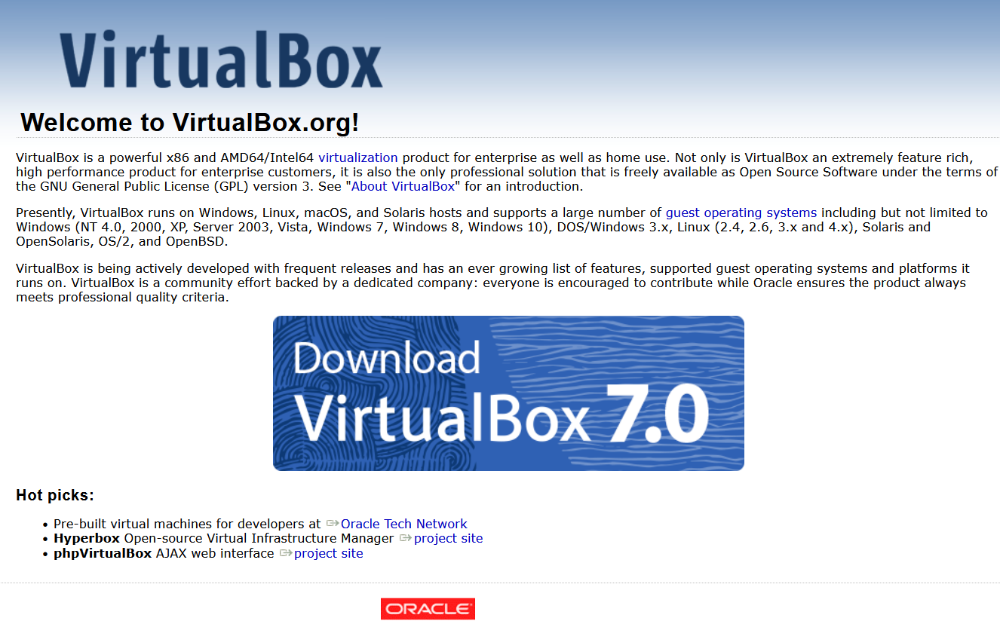 VirtualBox
Welcome to VirtualBox.org!
VirtualBox is a powerful x86 and AMD64/Intel64 virtualization product for enterprise as well as home use. Not only is VirtualBox an extremely feature rich,
high performance product for enterprise customers, it is also the only professional solution that is freely available as Open Source Software under the terms of
the GNU General Public License (GPL) version 3. See "About VirtualBox" for an introduction.
Presently, VirtualBox runs on Windows, Linux, macOS, and Solaris hosts and supports a large number of guest operating systems including but not limited to
Windows (NT 4.0, 2000, XP, Server 2003, Vista, Windows 7, Windows 8, Windows 10), DOS/Windows 3.x, Linux (2.4, 2.6, 3.x and 4.x), Solaris and
OpenSolaris, OS/2, and OpenBSD.
VirtualBox is being actively developed with frequent releases and has an ever growing list of features, supported guest operating systems and platforms it
runs on. VirtualBox is a community effort backed by a dedicated company: everyone is encouraged to contribute while Oracle ensures the product always
meets professional quality criteria.
Download
VirtualBox 7.0
Hot picks:
• Pre-built virtual machines for developers at Oracle Tech Network
• Hyperbox Open-source Virtual Infrastructure Manager project site
• phpVirtualBox AJAX web interface project site
ORACLE